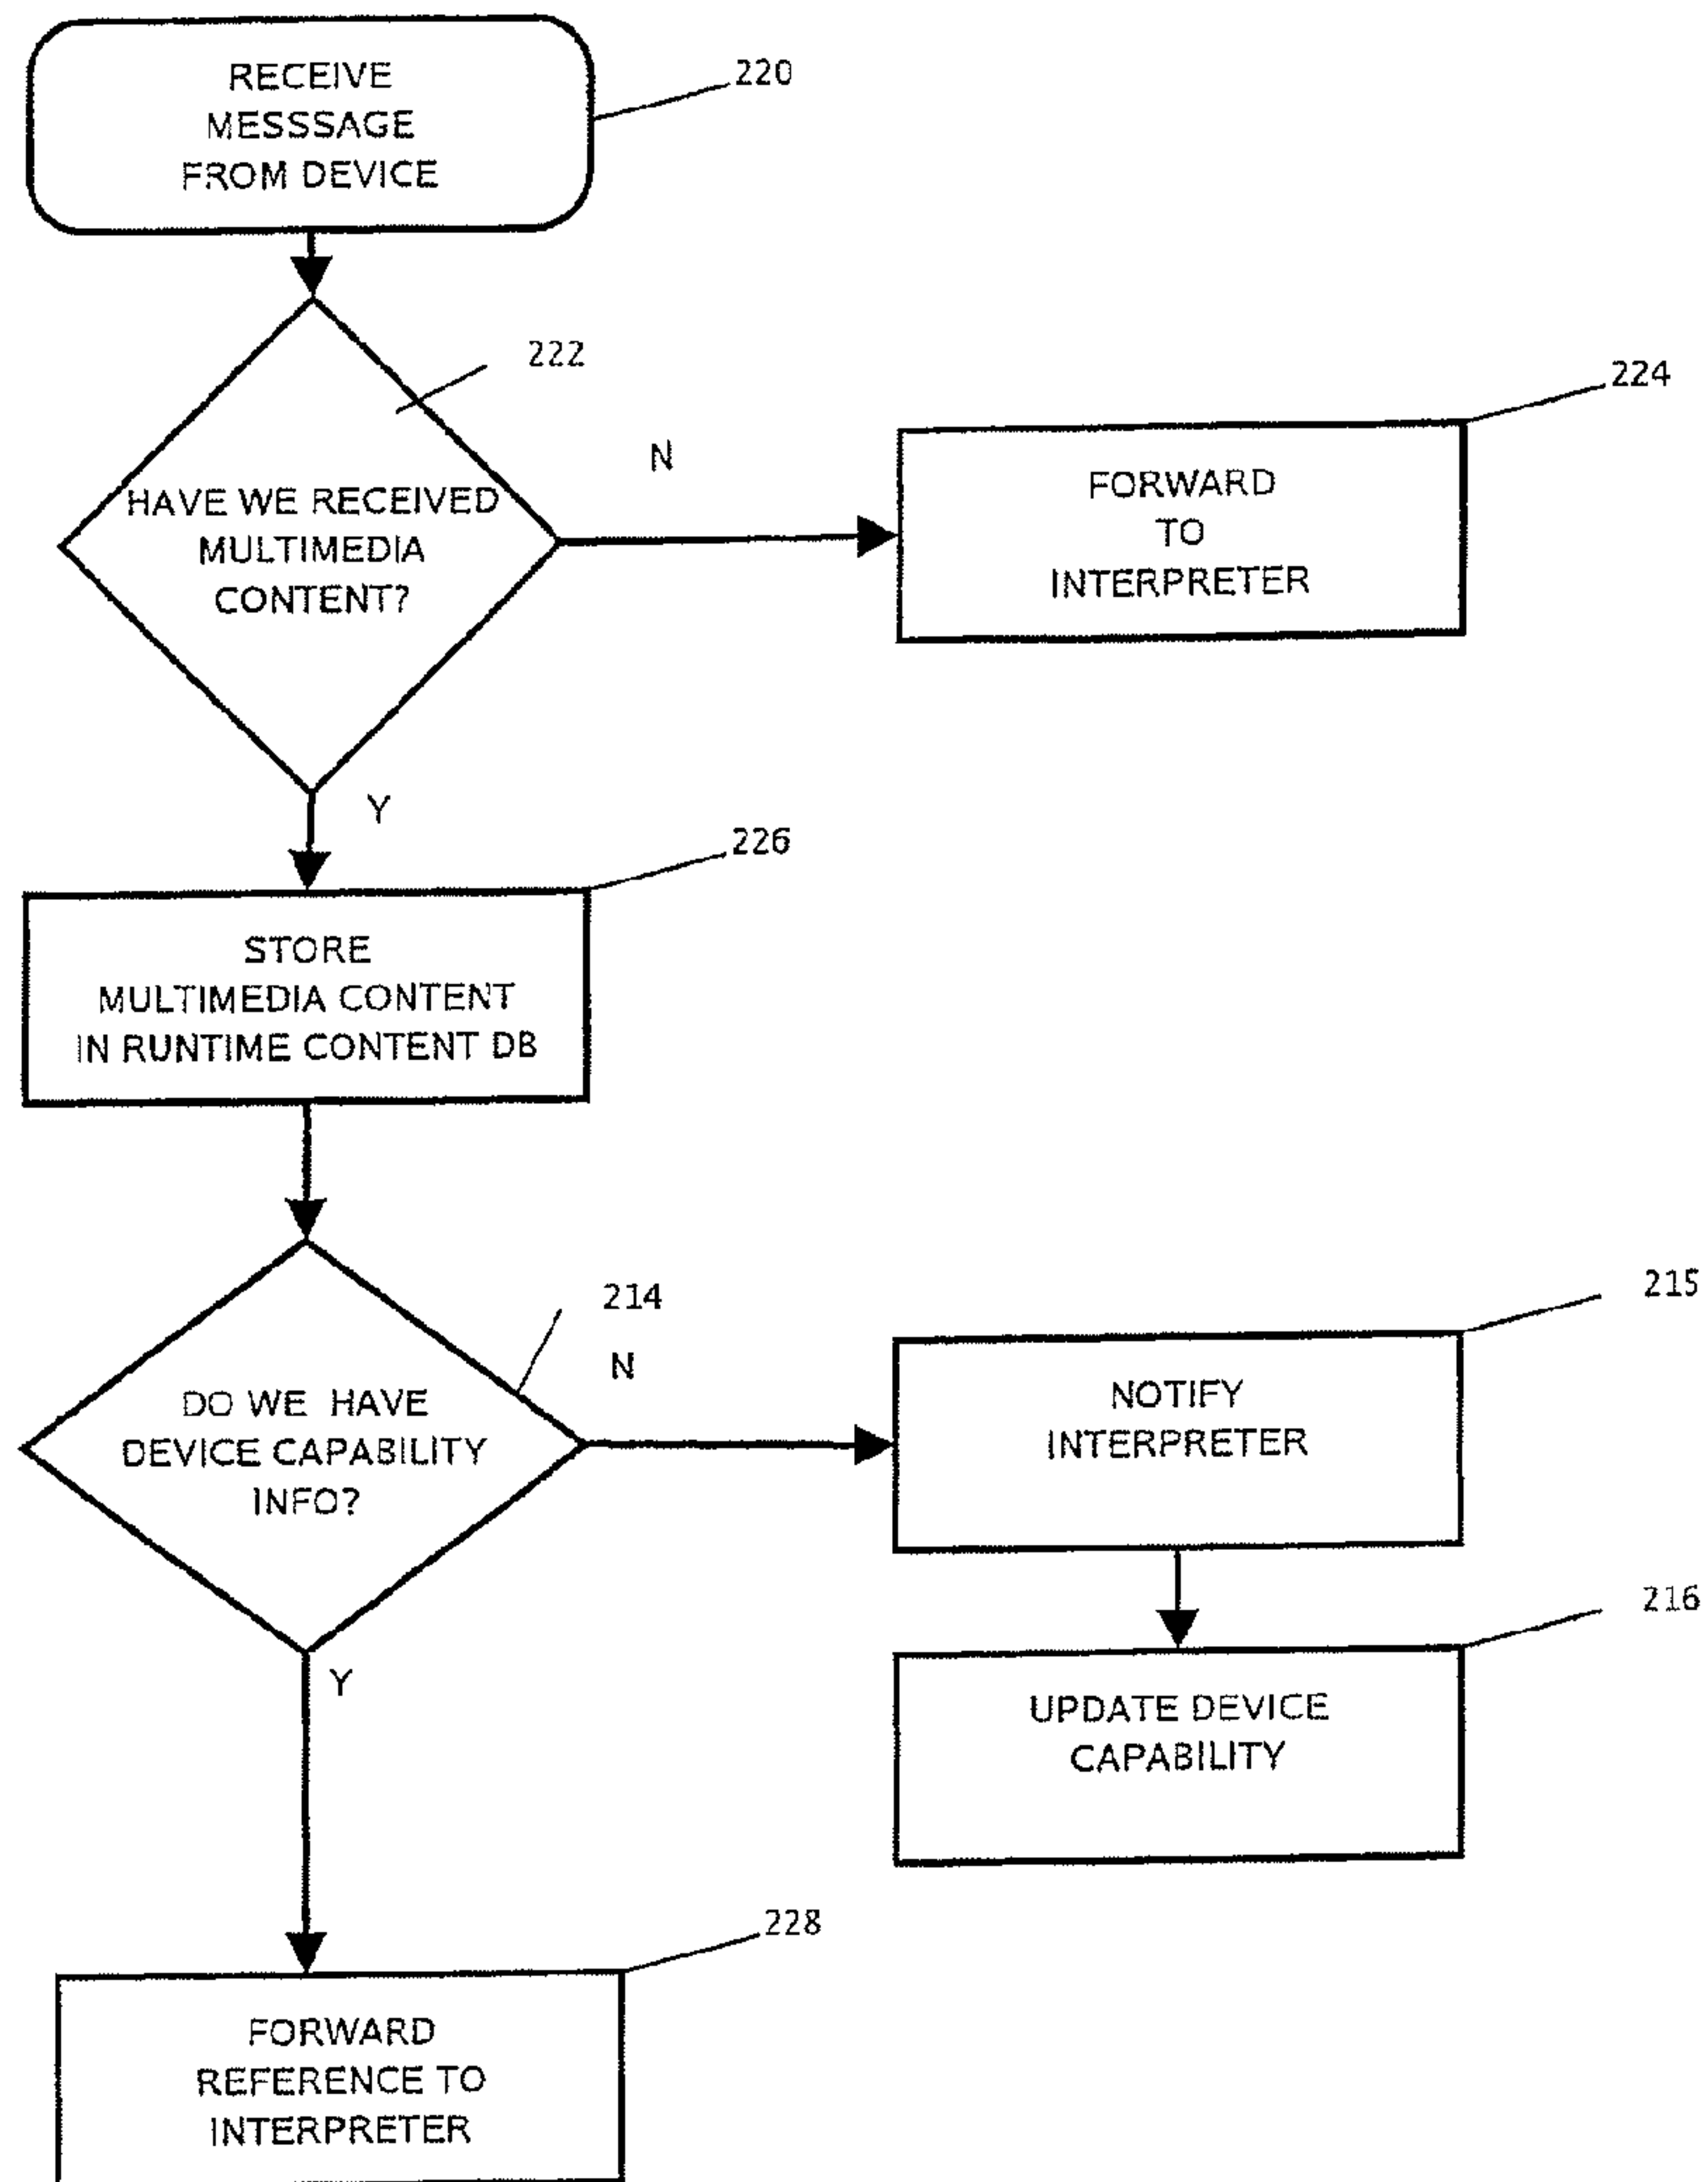 RECEIVE
MESSSAGE
FROM DEVICE
220
222
HAVE WE RECEIVED
MULTIMEDIA
CONTENT?
N
224
FORWARD
TO
INTERPRETER
Y
226
STORE
MULTIMEDIA CONTENT
IN RUNTIME CONTENT DB
214
DO WE HAVE
DEVICE CAPABILITY
INFO?
N
215
NOTIFY
INTERPRETER
216
UPDATE DEVICE
CAPABILITY
Y
228
FORWARD
REFERENCE TO
INTERPRETER